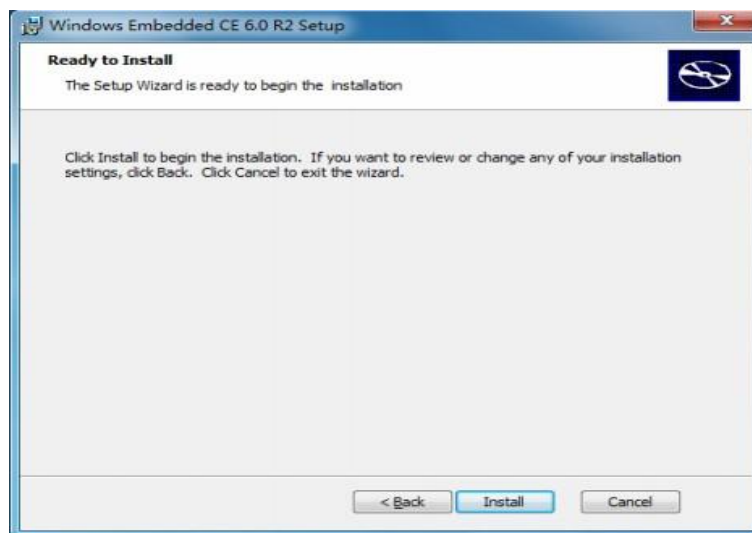 Windows Embedded CE 6.0 R2 Setup
Ready to Install
The Setup Wizard is ready to begin the installation
Click Install to begin the installation. If you want to review or change any of your installation
settings, click Back. Click Cancel to exit the wizard.
< Back Install Cancel